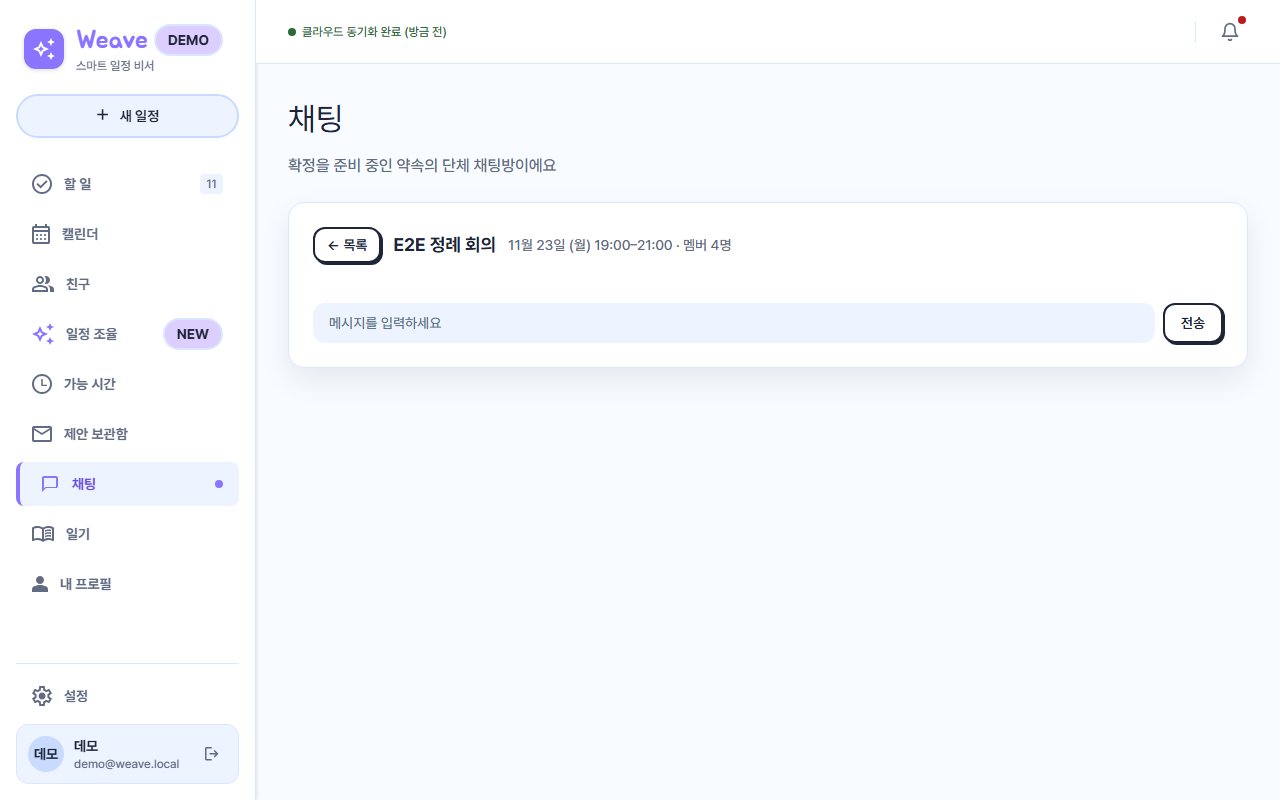 Weave DEMO
스마트 일정 비서
+ 새 일정
할 일 11
캘린더
친구
일정 조율 NEW
가능 시간
제안 보관함
채팅
일기
내 프로필
설정
데모 데모
demo@weave.local
클라우드 동기화 완료 (방금 전)
채팅
확정을 준비 중인 약속의 단체 채팅방이에요
← 목록 E2E 정례 회의 11월 23일 (월) 19:00–21:00 · 멤버 4명
메시지를 입력하세요 전송